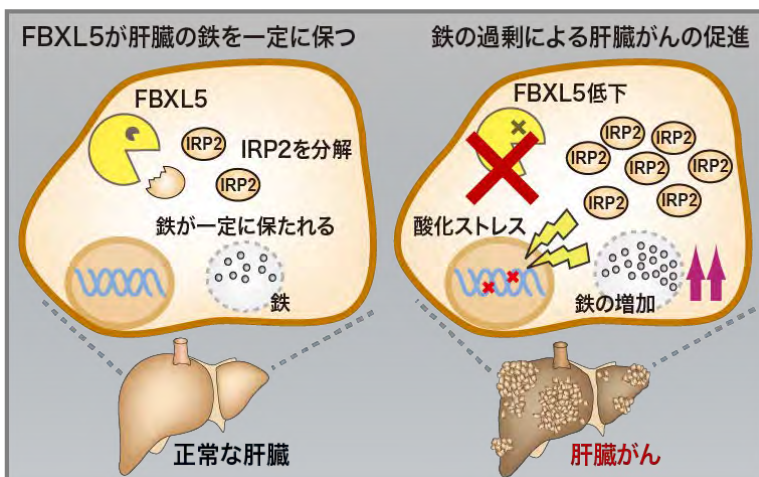 FBXL5が肝臓の鉄を一定に保つ
FBXL5
IRP2
IRP2を分解
IRP2
鉄が一定に保たれる
鉄
正常な肝臓
鉄の過剰による肝臓がんの促進
FBXL5低下
IRP2
IRP2
IRP2
IRP2
IRP2
IRP2
IRP2
酸化ストレス
鉄の増加
肝臓がん